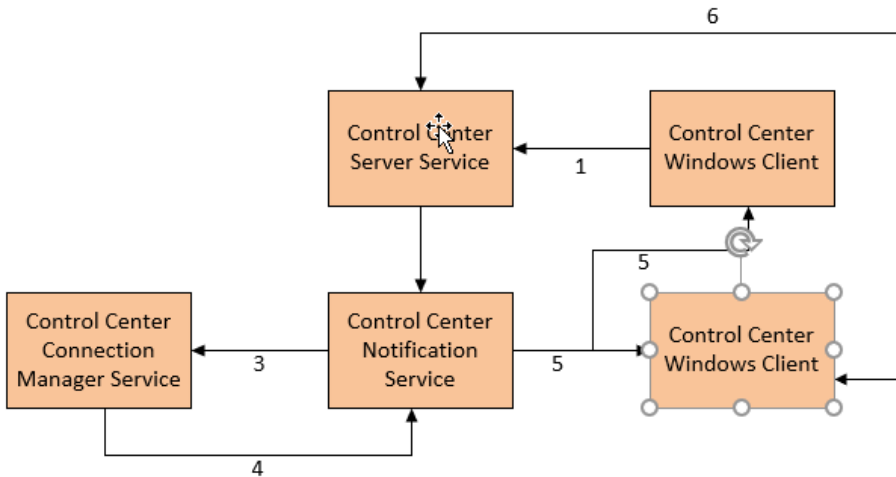 6
Control Center
Server Service
Control Center
Windows Client
1
5
Control Center
Connection
Manager Service
3
Control Center
Notification
Service
5
Control Center
Windows Client
4